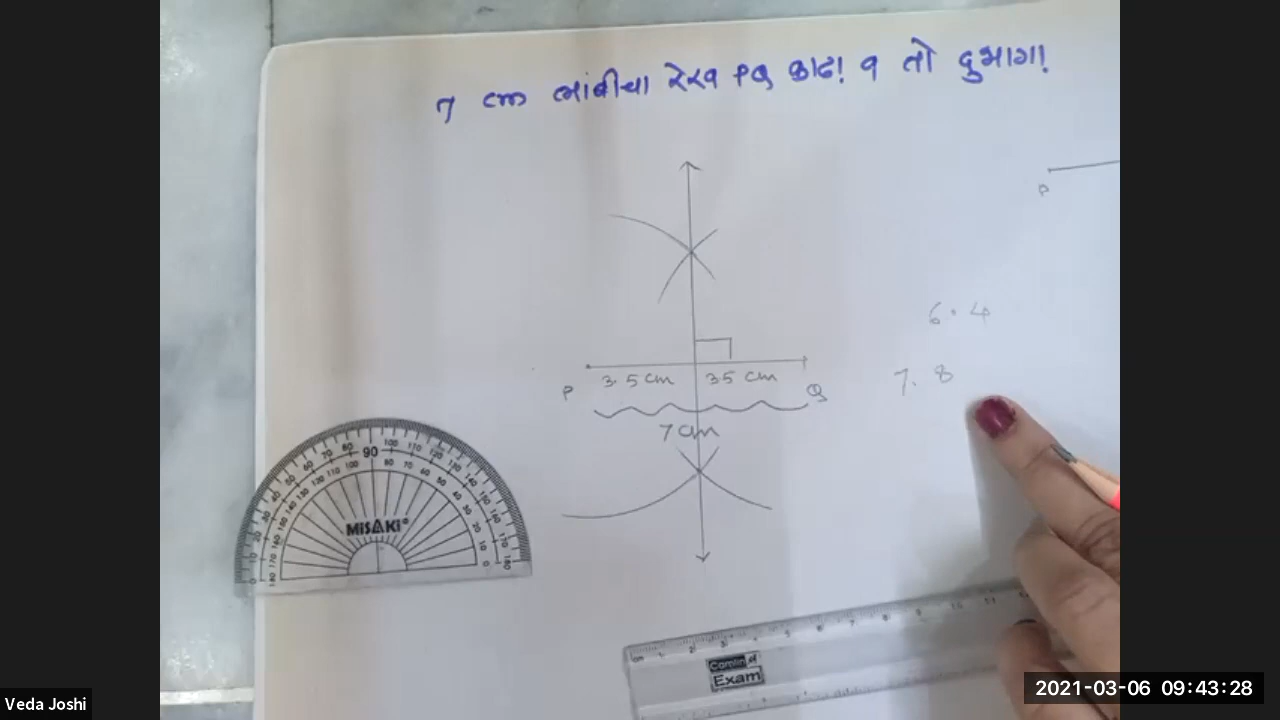 7 cm लांबीचा रेख PQ काढा व तो दुभागा
P
6.4
3.5 cm 3.5 cm
7.8
P Q
7 cm
MiSAKi
Camlin
Exam
2021-03-06 09:43:28
Veda Joshi